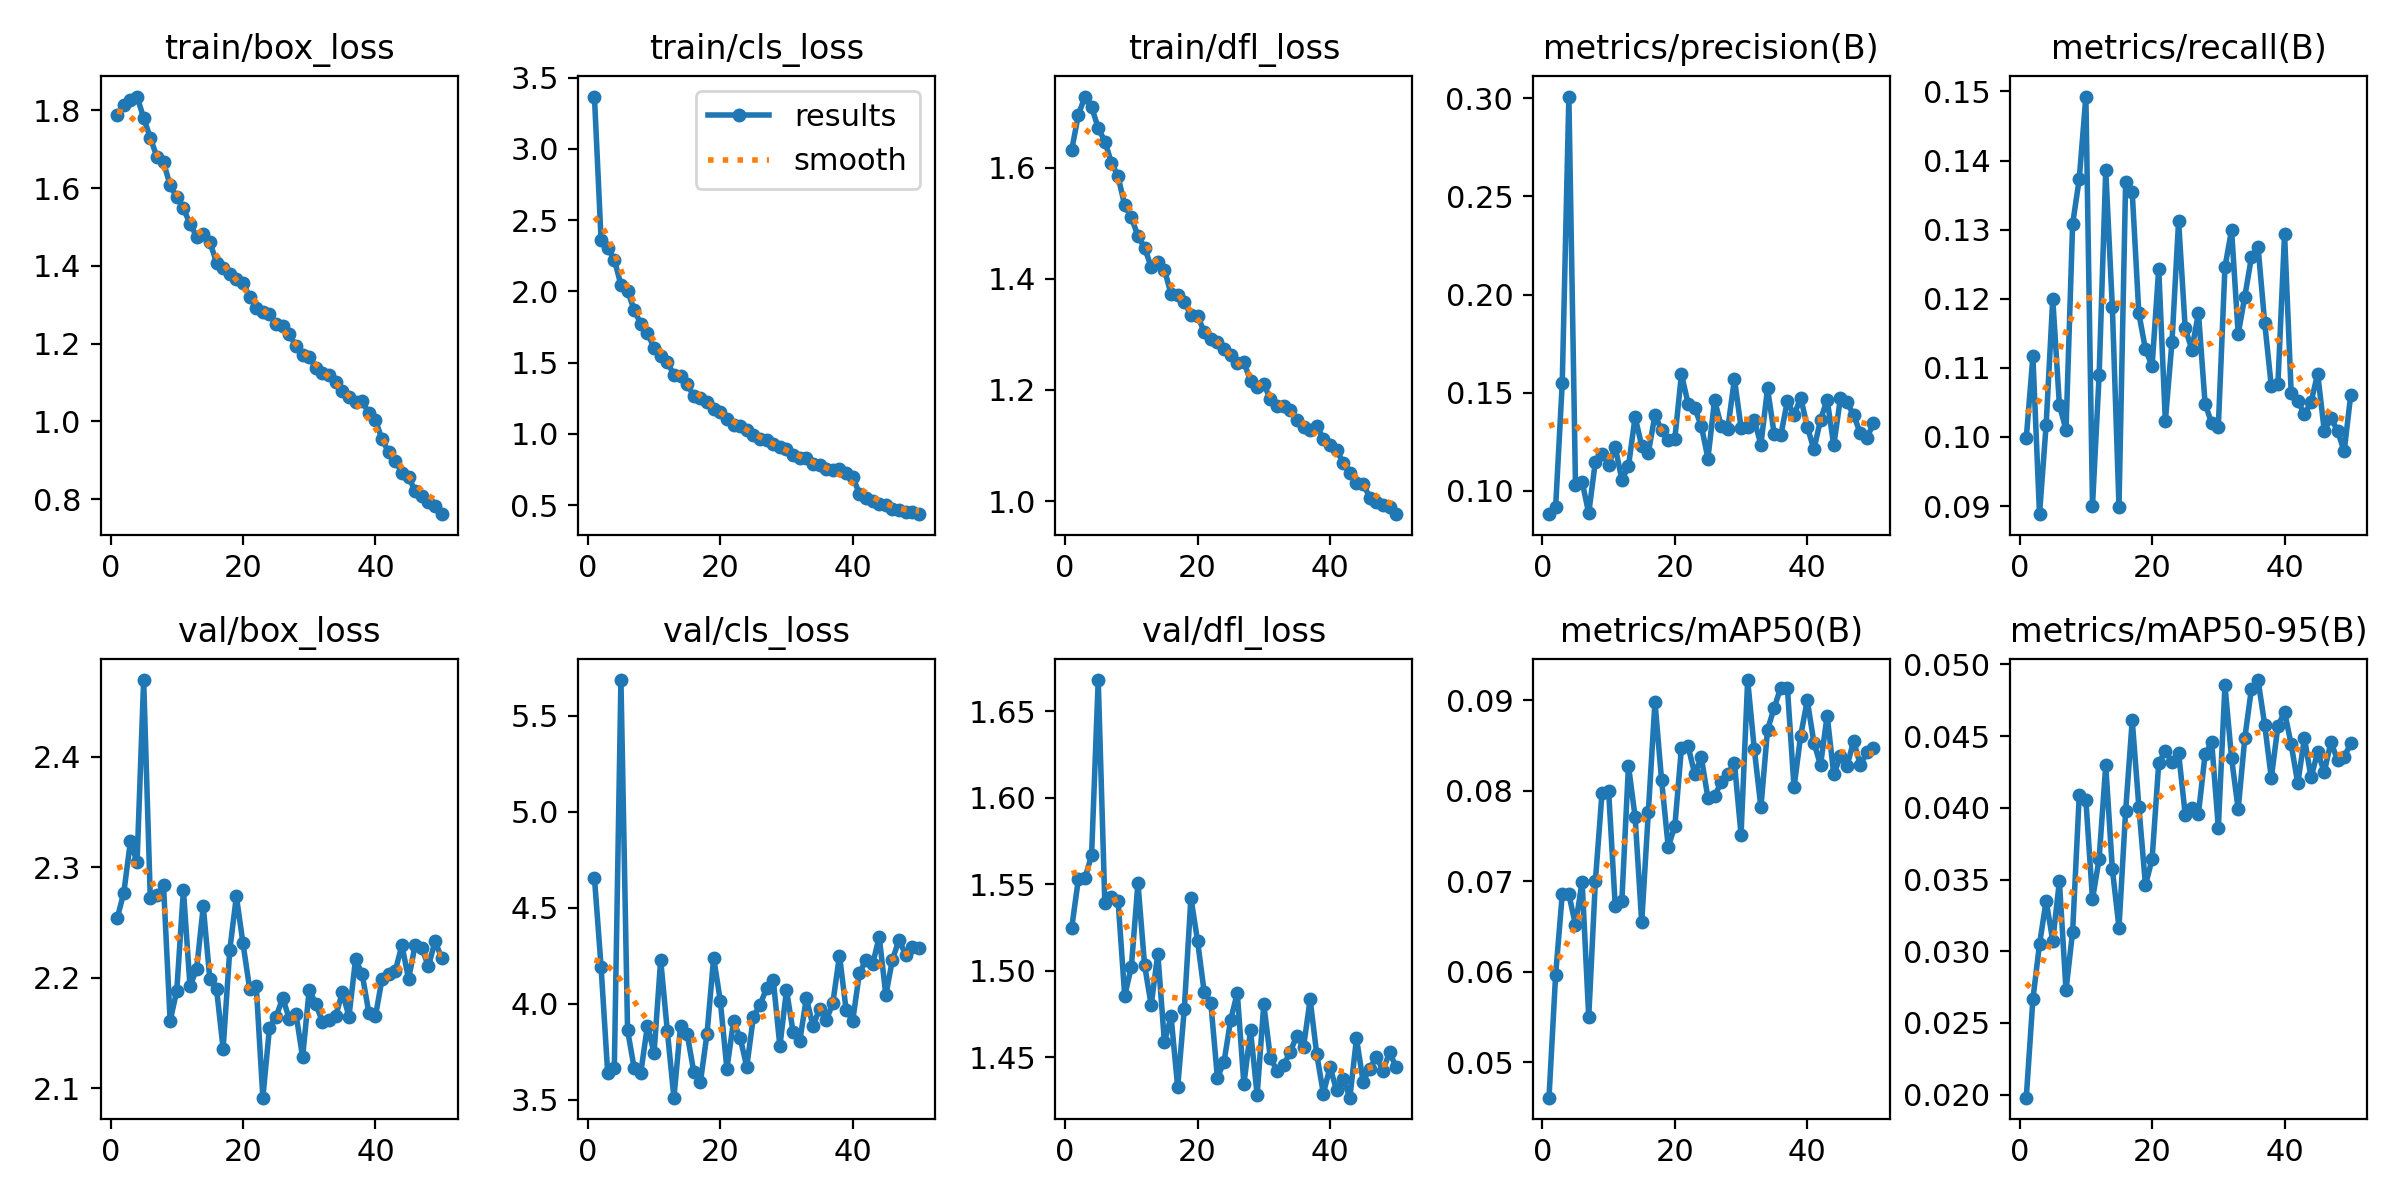 train/box_loss
1.8
1.6
1.4
1.2
1.0
0.8
0 20 40
train/cls_loss
results
smooth
3.5
3.0
2.5
2.0
1.5
1.0
0.5
0 20 40
train/dfl_loss
1.6
1.4
1.2
1.0
0 20 40
metrics/precision(B)
0.30
0.25
0.20
0.15
0.10
0 20 40
metrics/recall(B)
0.15
0.14
0.13
0.12
0.11
0.10
0.09
0 20 40
val/box_loss
2.4
2.3
2.2
2.1
0 20 40
val/cls_loss
5.5
5.0
4.5
4.0
3.5
0 20 40
val/dfl_loss
1.65
1.60
1.55
1.50
1.45
0 20 40
metrics/mAP50(B)
0.09
0.08
0.07
0.06
0.05
0 20 40
metrics/mAP50-95(B)
0.050
0.045
0.040
0.035
0.030
0.025
0.020
0 20 40